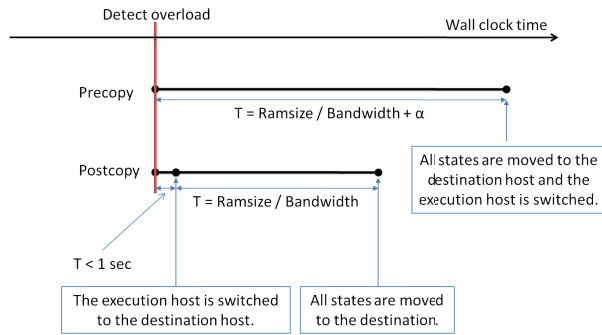 Detect overload
Wall clock time
Precopy
T = Ramsize / Bandwidth + α
All states are moved to the
destination host and the
execution host is switched.
Postcopy
T = Ramsize / Bandwidth
T < 1 sec
The execution host is switched
to the destination host.
All states are moved
to the destination.